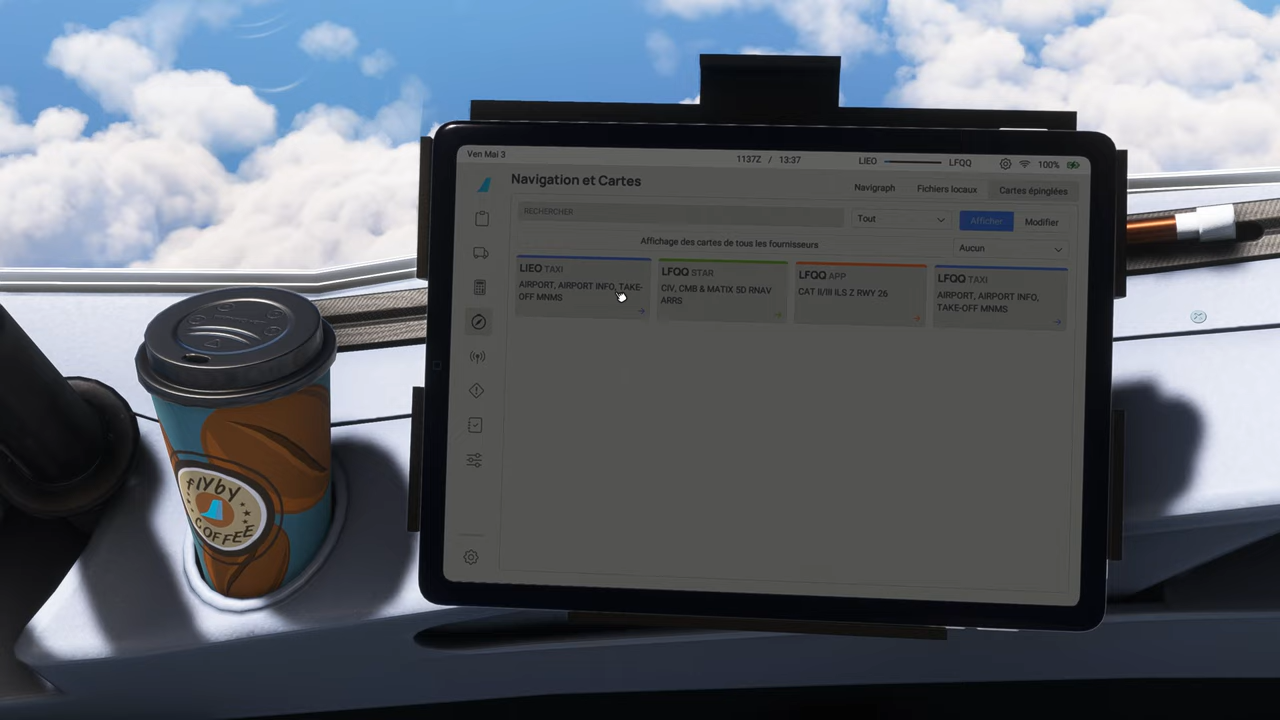 Ven Mai 3
1137Z / 13:37
LIEO
LFQQ
100%
Navigation et Cartes
Navigraph
Fichiers locaux
Cartes épinglées
RECHERCHER
Tout
Afficher
Modifier
Affichage des cartes de tous les fournisseurs
Aucun
LIEO TAXI
AIRPORT, AIRPORT INFO, TAKE-
OFF MNMS
LFQQ STAR
CIV, CMB & MATIX 5D RNAV
ARRS
LFQQ APP
CAT II/III ILS Z RWY 26
LFQQ TAXI
AIRPORT, AIRPORT INFO,
TAKE-OFF MNMS
flyby
COFFEE